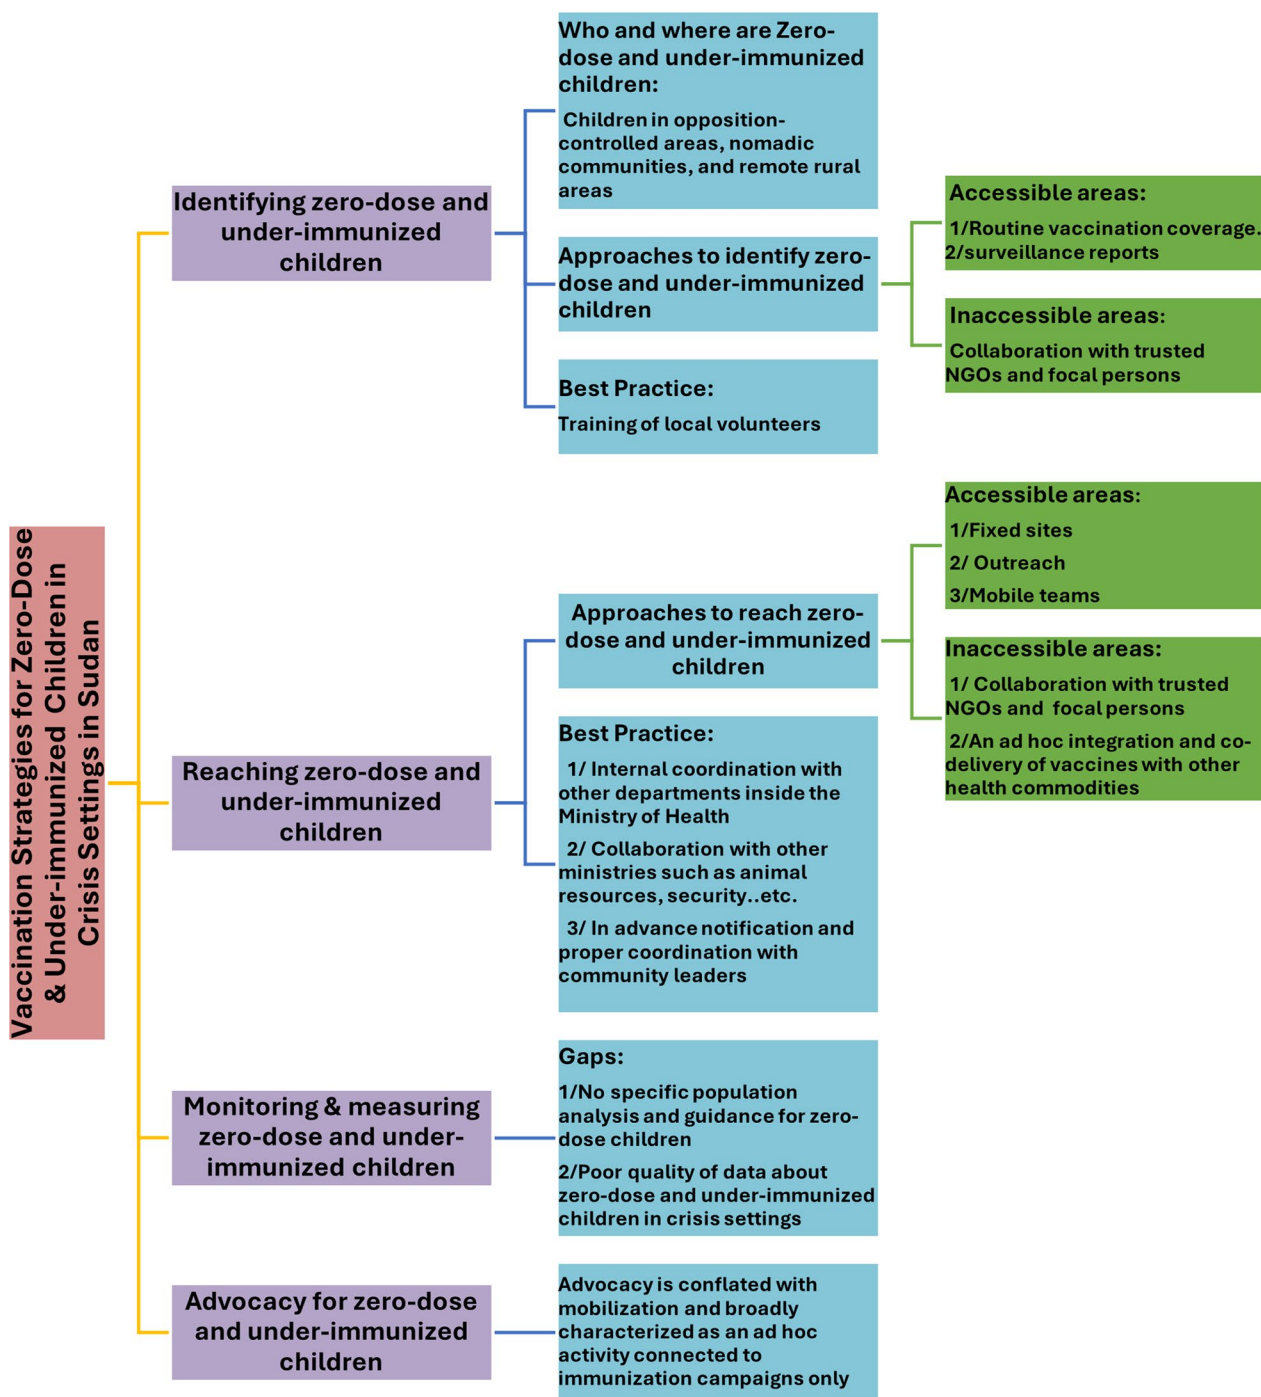 Vaccination Strategies for Zero-Dose
& Under-immunized Children in
Crisis Settings in Sudan
Identifying zero-dose and
under-immunized
children
Who and where are Zero-
dose and under-immunized
children:
Children in opposition-
controlled areas, nomadic
communities, and remote rural
areas
Approaches to identify zero-
dose and under-immunized
children
Accessible areas:
1/Routine vaccination coverage.
2/surveillance reports
Inaccessible areas:
Collaboration with trusted
NGOs and focal persons
Best Practice:
Training of local volunteers
Reaching zero-dose and
under-immunized
children
Approaches to reach zero-
dose and under-immunized
children
Accessible areas:
1/Fixed sites
2/ Outreach
3/Mobile teams
Inaccessible areas:
1/ Collaboration with trusted
NGOs and focal persons
2/An ad hoc integration and co-
delivery of vaccines with other
health commodities
Best Practice:
1/ Internal coordination with
other departments inside the
Ministry of Health
2/ Collaboration with other
ministries such as animal
resources, security..etc.
3/ In advance notification and
proper coordination with
community leaders
Monitoring & measuring
zero-dose and under-
immunized children
Gaps:
1/No specific population
analysis and guidance for zero-
dose children
2/Poor quality of data about
zero-dose and under-immunized
children in crisis settings
Advocacy for zero-dose
and under-immunized
children
Advocacy is conflated with
mobilization and broadly
characterized as an ad hoc
activity connected to
immunization campaigns only